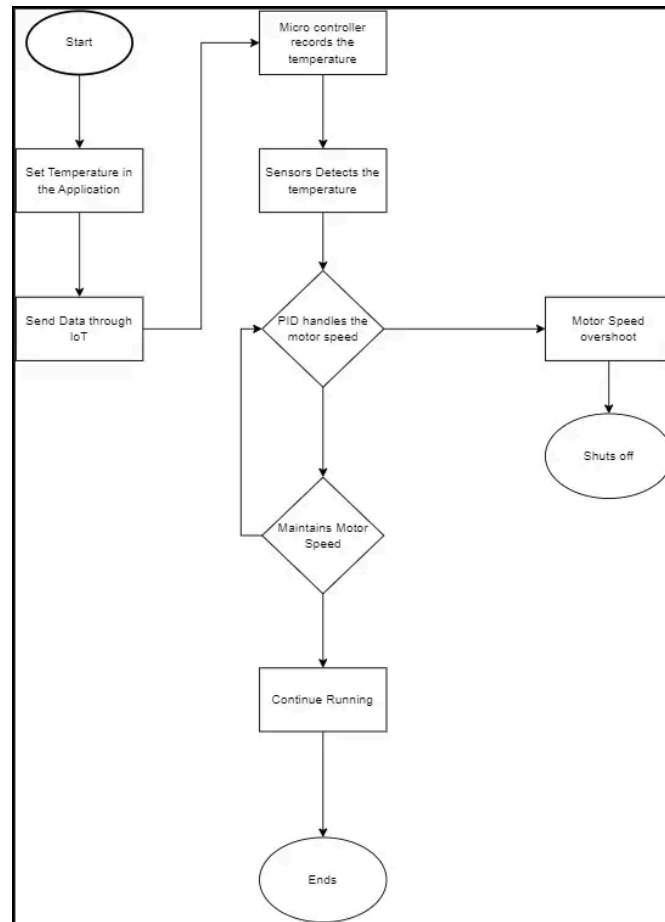 Start
Set Temperature in
the Application
Send Data through
IoT
Micro controller
records the
temperature
Sensors Detects the
temperature
PID handles the
motor speed
Motor Speed
overshoot
Shuts off
Maintains Motor
Speed
Continue Running
Ends